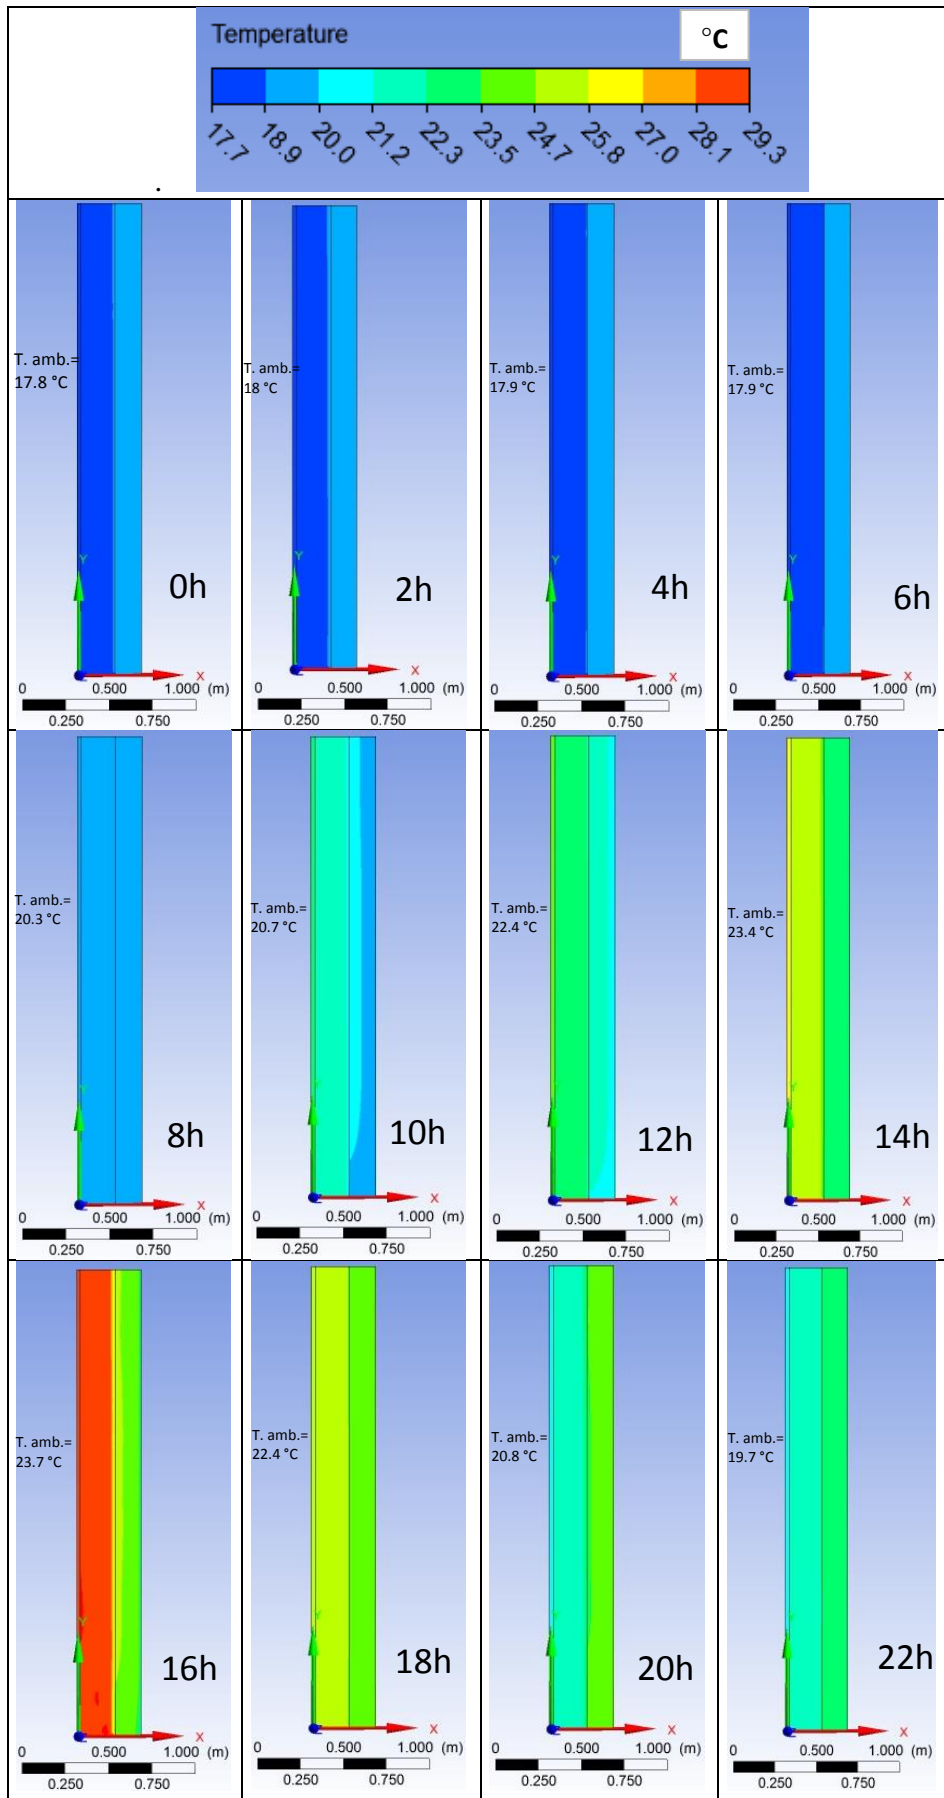 Temperature
°C
17.7 18.9 20.0 21.2 22.3 23.5 24.7 25.8 27.0 28.1 29.3
.
T. amb.=
17.8 °C
Y
0h
X
0 0.500 1.000 (m)
0.250 0.750
T. amb.=
18 °C
Y
2h
X
0 0.500 1.000 (m)
0.250 0.750
T. amb.=
17.9 °C
Y
4h
X
0 0.500 1.000 (m)
0.250 0.750
T. amb.=
17.9 °C
Y
6h
X
0 0.500 1.000 (m)
0.250 0.750
T. amb.=
20.3 °C
Y
8h
X
0 0.500 1.000 (m)
0.250 0.750
T. amb.=
20.7 °C
Y
10h
X
0 0.500 1.000 (m)
0.250 0.750
T. amb.=
22.4 °C
Y
12h
X
0 0.500 1.000 (m)
0.250 0.750
T. amb.=
23.4 °C
Y
14h
X
0 0.500 1.000 (m)
0.250 0.750
T. amb.=
23.7 °C
Y
16h
X
0 0.500 1.000 (m)
0.250 0.750
T. amb.=
22.4 °C
Y
18h
X
0 0.500 1.000 (m)
0.250 0.750
T. amb.=
20.8 °C
Y
20h
X
0 0.500 1.000 (m)
0.250 0.750
T. amb.=
19.7 °C
Y
22h
X
0 0.500 1.000 (m)
0.250 0.750